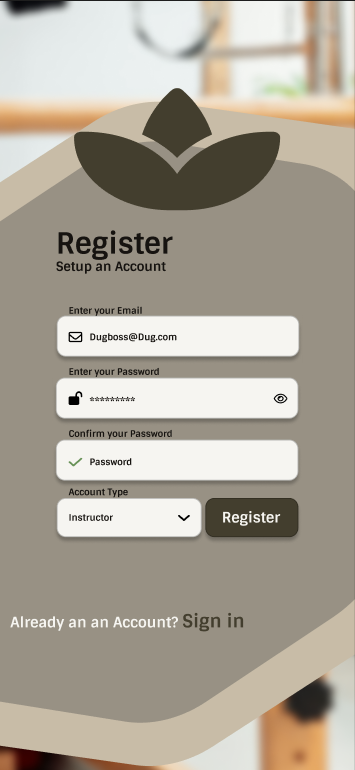 Register
Setup an Account
Enter your Email
Dugboss@Dug.com
Enter your Password
*********
Confirm your Password
Password
Account Type
Instructor
Register
Already an an Account? Sign in